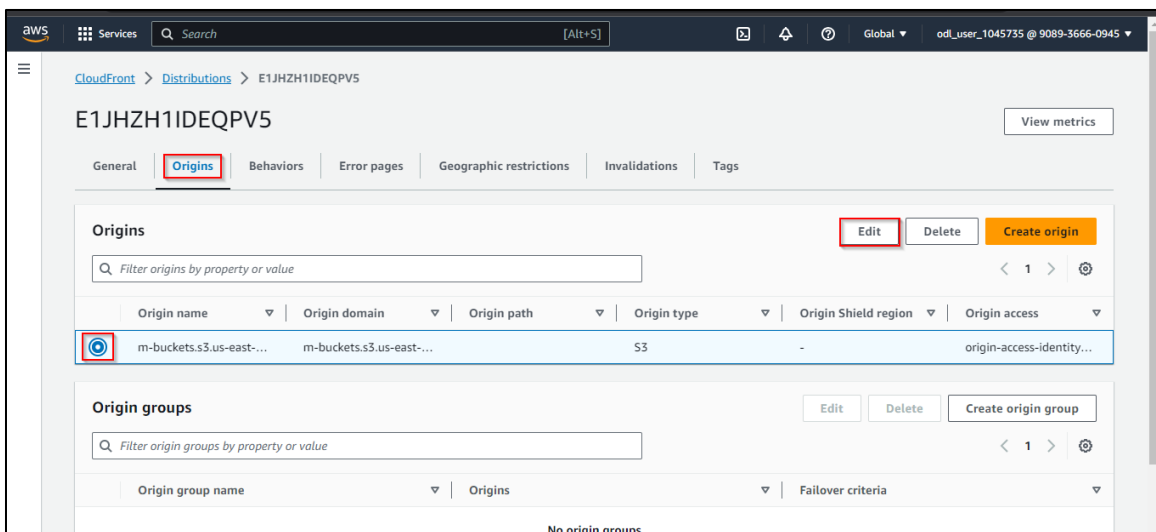 aws Services Search [Alt+S] Global odl_user_1045735 @ 9089-3666-0945
CloudFront > Distributions > E1JHZH1IDEQPV5
E1JHZH1IDEQPV5 View metrics
General Origins Behaviors Error pages Geographic restrictions Invalidations Tags
Origins Edit Delete Create origin
Filter origins by property or value 1
Origin name Origin domain Origin path Origin type Origin Shield region Origin access
m-buckets.s3.us-east-... m-buckets.s3.us-east-... S3 - origin-access-identity...
Origin groups Edit Delete Create origin group
Filter origin groups by property or value 1
Origin group name Origins Failover criteria
No origin groups